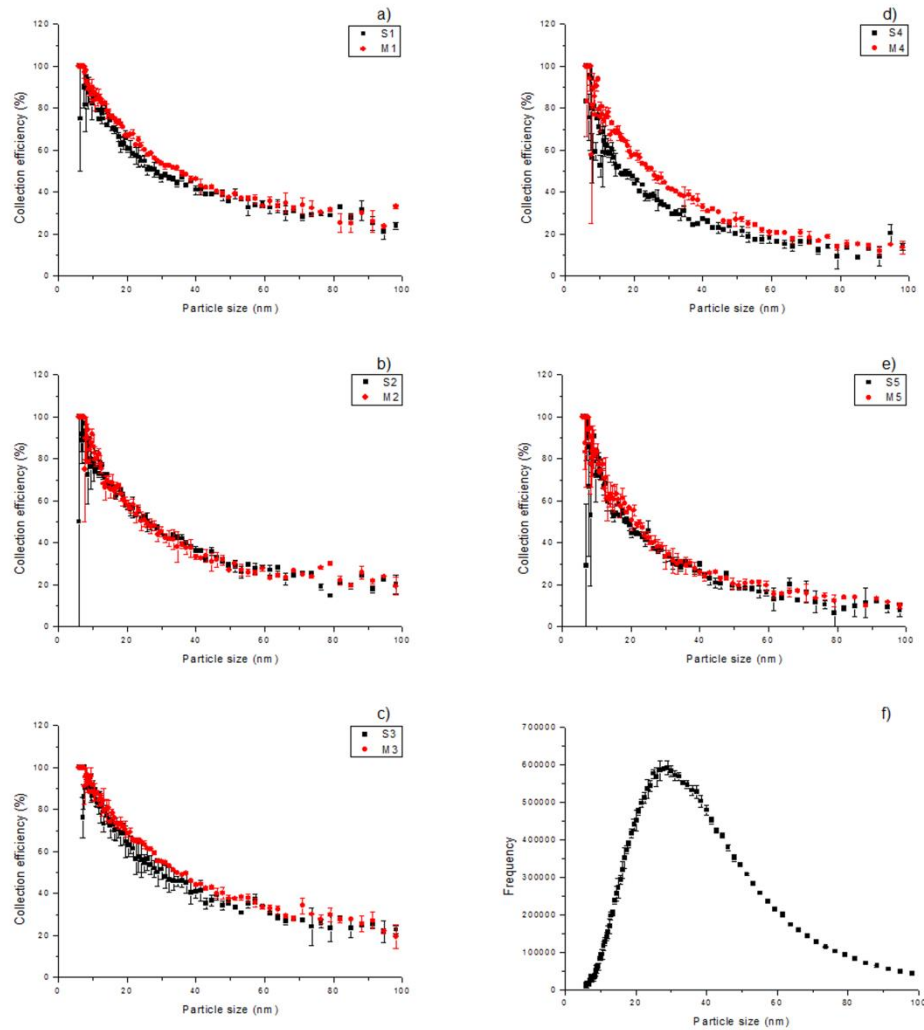 a)
120
100
80
60
40
20
0
Collection efficiency (%)
S1
M1
0 20 40 60 80 100
Particle size (nm)
d)
120
100
80
60
40
20
0
Collection efficiency (%)
S4
M4
0 20 40 60 80 100
Particle size (nm)
b)
120
100
80
60
40
20
0
Collection efficiency (%)
S2
M2
0 20 40 60 80 100
Particle size (nm)
e)
120
100
80
60
40
20
0
Collection efficiency (%)
S5
M5
0 20 40 60 80 100
Particle size (nm)
c)
120
100
80
60
40
20
0
Collection efficiency (%)
S3
M3
0 20 40 60 80 100
Particle size (nm)
f)
700000
600000
500000
400000
300000
200000
100000
0
Frequency
0 20 40 60 80 100
Particle size (nm)